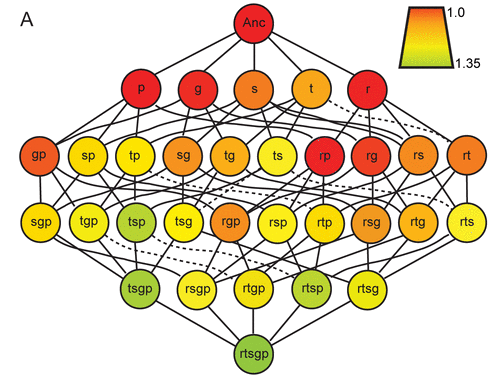 A
Anc
1.0
1.35
p g s t r
gp sp tp sg tg ts rp rg rs rt
sgp tgp tsp tsg rgp rsp rtp rsg rtg rts
tsgp rsgp rtgp rtsp rtsg
rtsgp